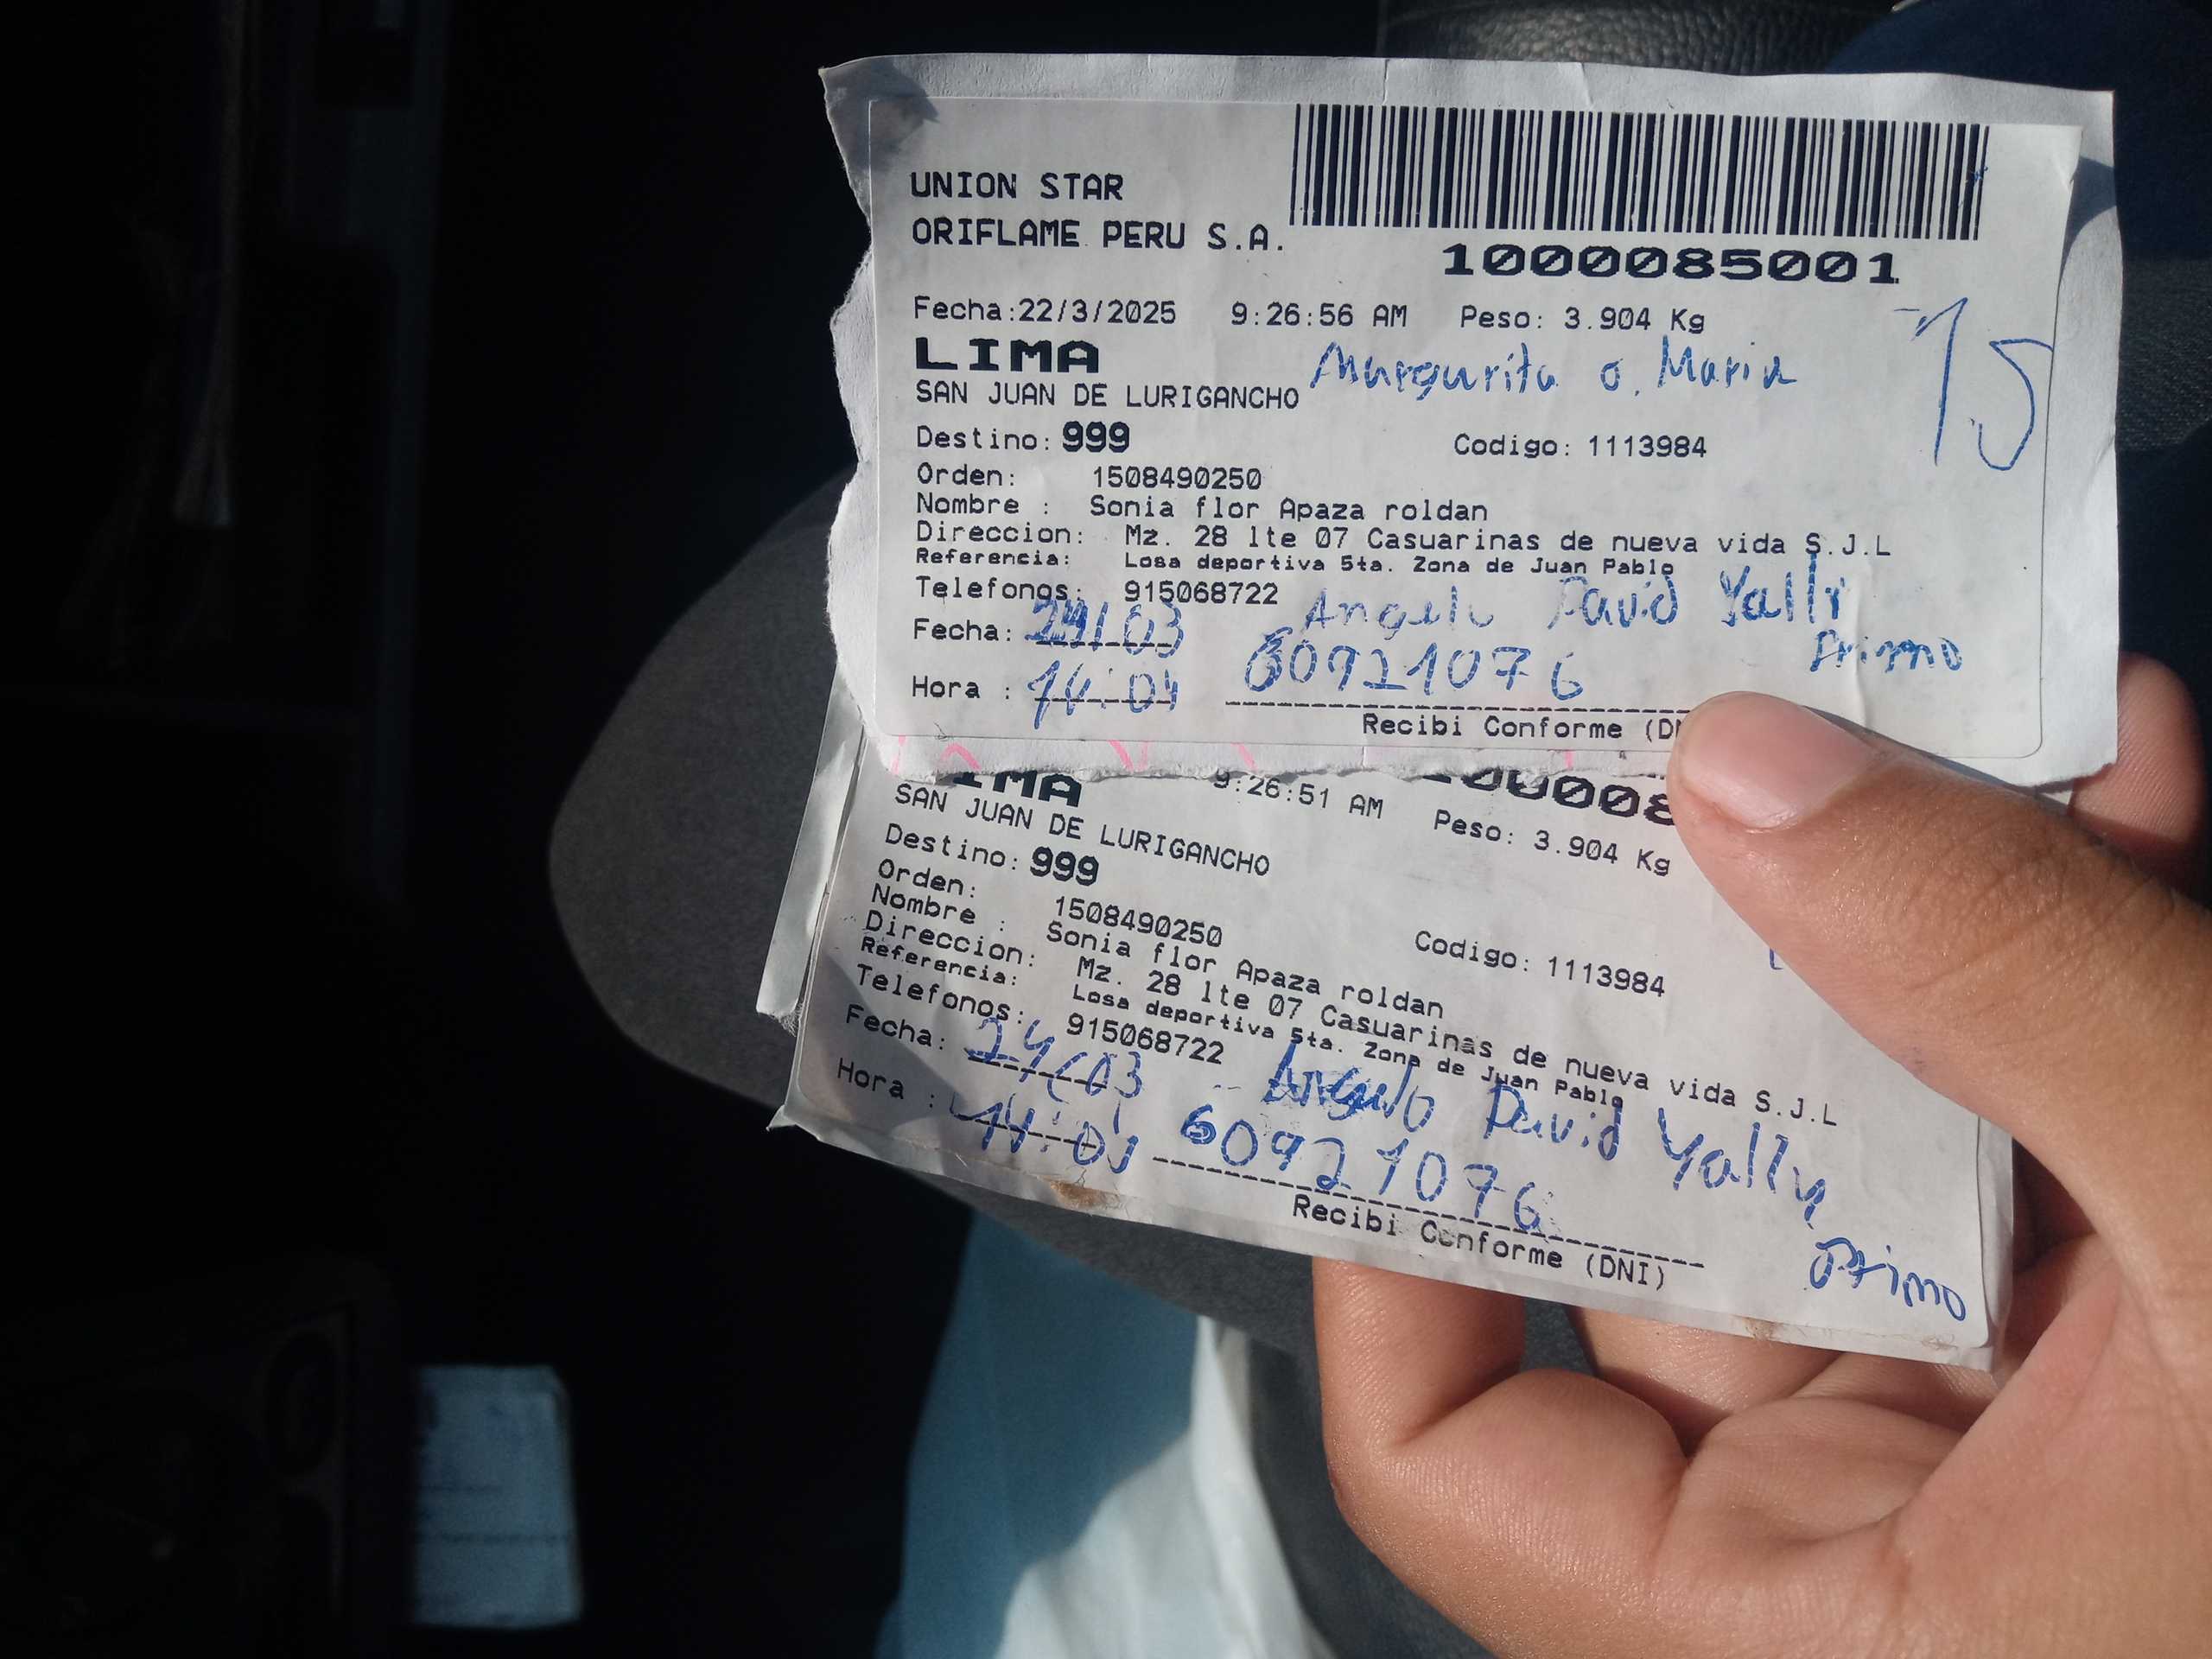 UNION STAR
ORIFLAME PERU S.A.
1000085001
Fecha:22/3/2025 9:26:56 AM Peso: 3.904 Kg
LIMA
Margarita o. Maria
15
SAN JUAN DE LURIGANCHO
Destino: 999 Codigo: 1113984
Orden: 1508490250
Nombre : Sonia flor Apaza roldan
Direccion: Mz. 28 lte 07 Casuarinas de nueva vida S.J.L
Referencia: Losa deportiva 5ta. Zona de Juan Pablo
Telefonos: 915068722
Angelo David Yalli
Primo
Fecha: 24/03 60921076
Hora : 14:04
Recibi Conforme
9:26:51 AM Peso: 3.904 Kg
SAN JUAN DE LURIGANCHO
Destino: 999
Orden: 1508490250 Codigo: 1113984
Nombre : Sonia flor Apaza roldan
Direccion: Mz. 28 lte 07 Casuarinas de nueva vida S.J.L
Referencia: Losa deportiva 5ta. Zona de Juan Pablo
Telefonos: 915068722
Fecha: 24/03 Angelo David Yally
Hora : 14:01 60921076
Primo
Recibi Conforme (DNI)